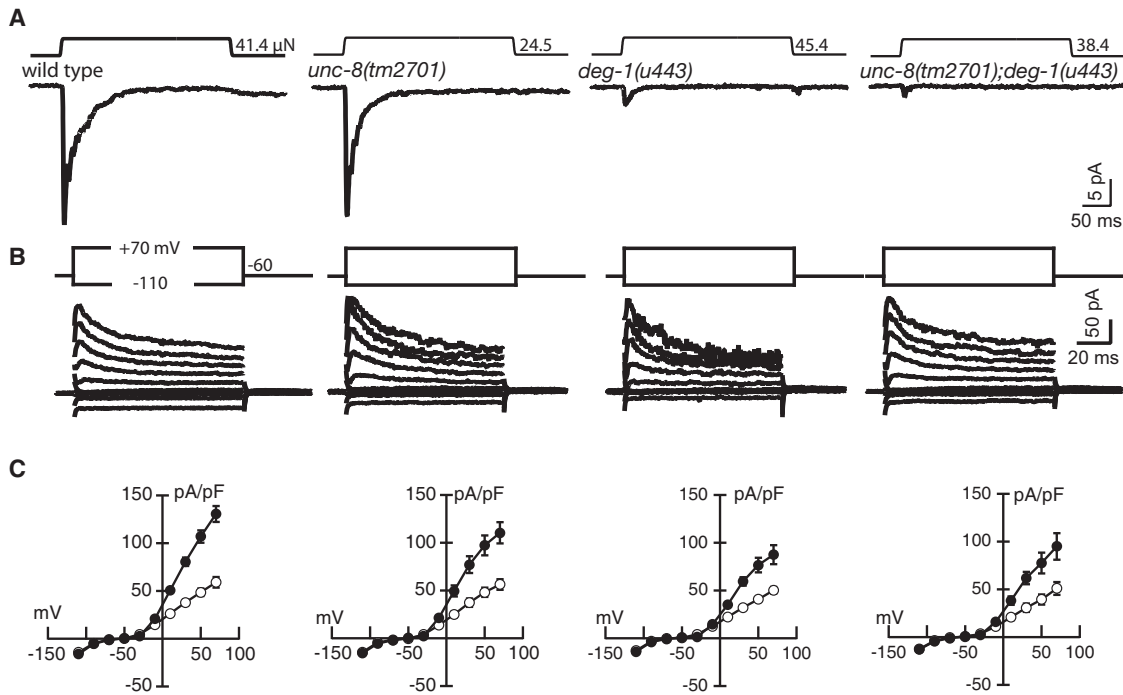 A
41.4 µN
24.5
45.4
38.4
wild type
unc-8(tm2701)
deg-1(u443)
unc-8(tm2701);deg-1(u443)
5 pA
50 ms
B
+70 mV
-60
-110
50 pA
20 ms
C
150
pA/pF
100
50
mV
-150
-50
50
100
-50
150
pA/pF
100
50
mV
-150
-50
50
100
-50
150
pA/pF
100
50
mV
-150
-50
50
100
-50
150
pA/pF
100
50
mV
-150
-50
50
100
-50